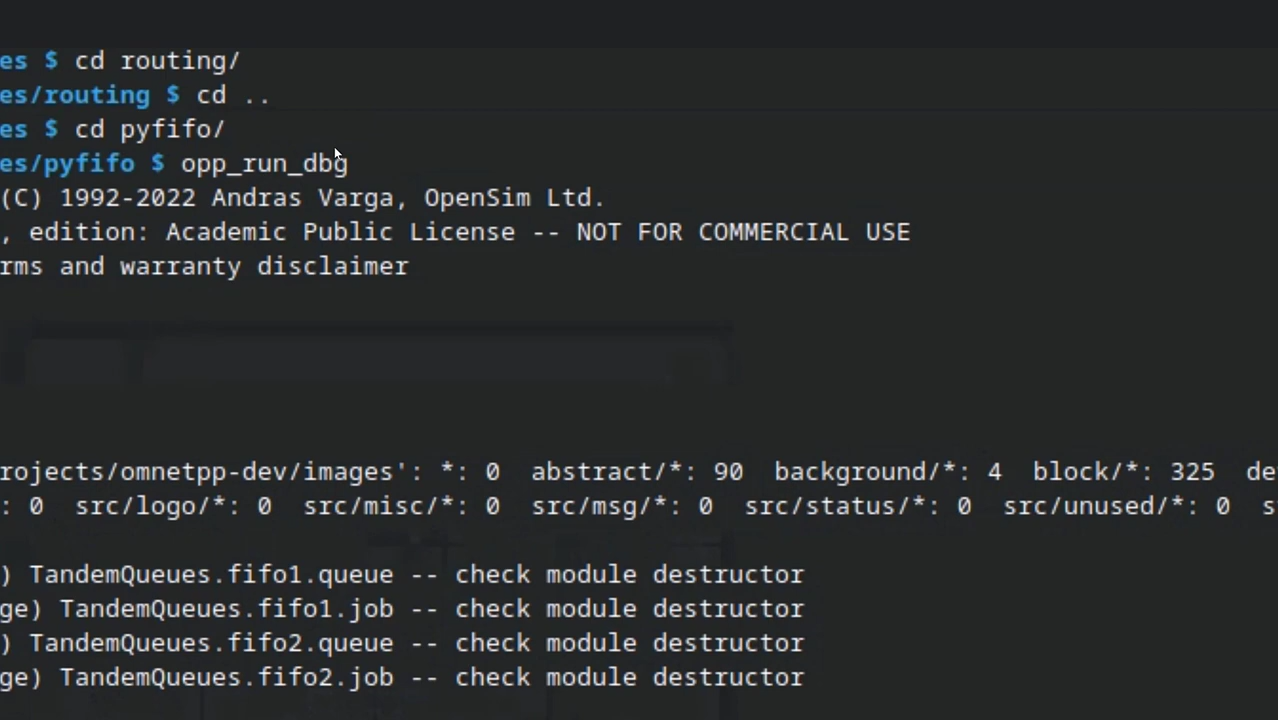 es $ cd routing/
es/routing $ cd ..
es $ cd pyfifo/
es/pyfifo $ opp_run_dbg
(C) 1992-2022 Andras Varga, OpenSim Ltd.
, edition: Academic Public License -- NOT FOR COMMERCIAL USE
rms and warranty disclaimer
rojects/omnetpp-dev/images': *: 0  abstract/*: 90  background/*: 4  block/*: 325  de
: 0  src/logo/*: 0  src/misc/*: 0  src/msg/*: 0  src/status/*: 0  src/unused/*: 0  s
) TandemQueues.fifo1.queue -- check module destructor
ge) TandemQueues.fifo1.job -- check module destructor
) TandemQueues.fifo2.queue -- check module destructor
ge) TandemQueues.fifo2.job -- check module destructor